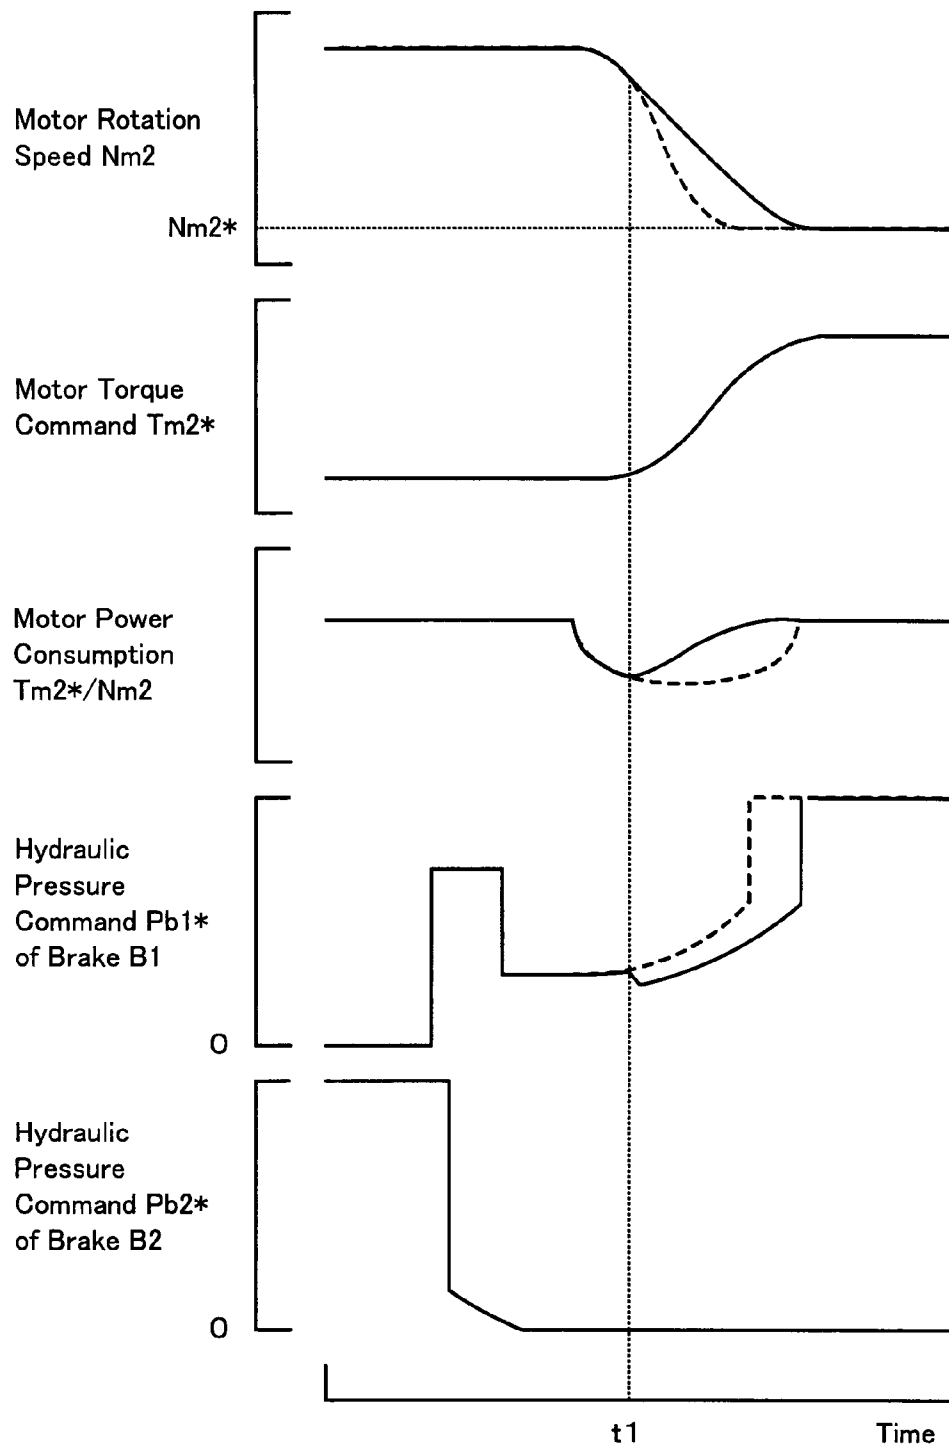 Motor Rotation
Speed Nm2
Nm2*
Motor Torque
Command Tm2*
Motor Power
Consumption
Tm2*/Nm2
Hydraulic
Pressure
Command Pb1*
of Brake B1
0
Hydraulic
Pressure
Command Pb2*
of Brake B2
0
t1
Time